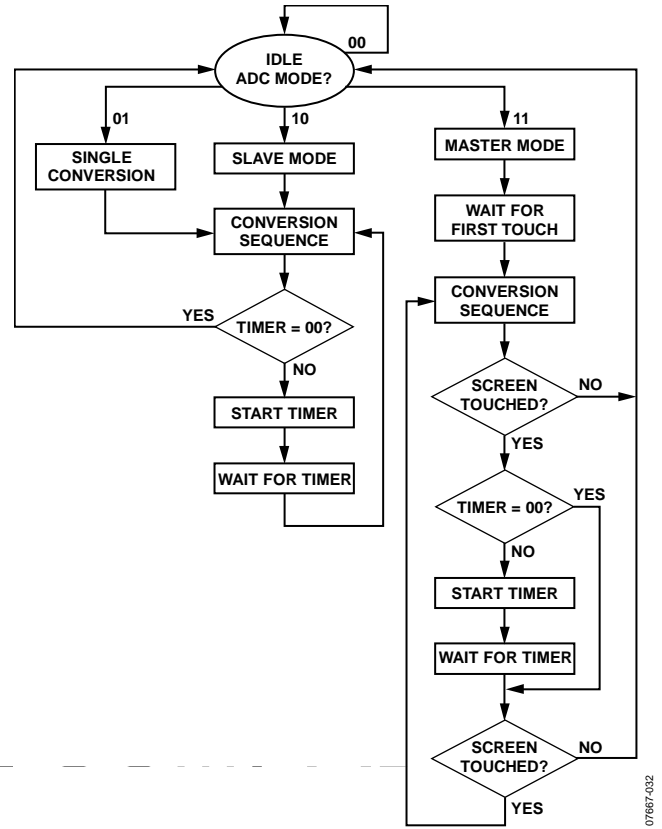 00
IDLE
ADC MODE?
01
10
11
SINGLE
CONVERSION
SLAVE MODE
CONVERSION
SEQUENCE
YES
TIMER = 00?
NO
START TIMER
WAIT FOR TIMER
MASTER MODE
WAIT FOR
FIRST TOUCH
CONVERSION
SEQUENCE
SCREEN
TOUCHED?
NO
YES
TIMER = 00?
YES
NO
START TIMER
WAIT FOR TIMER
SCREEN
TOUCHED?
NO
YES
07667-032